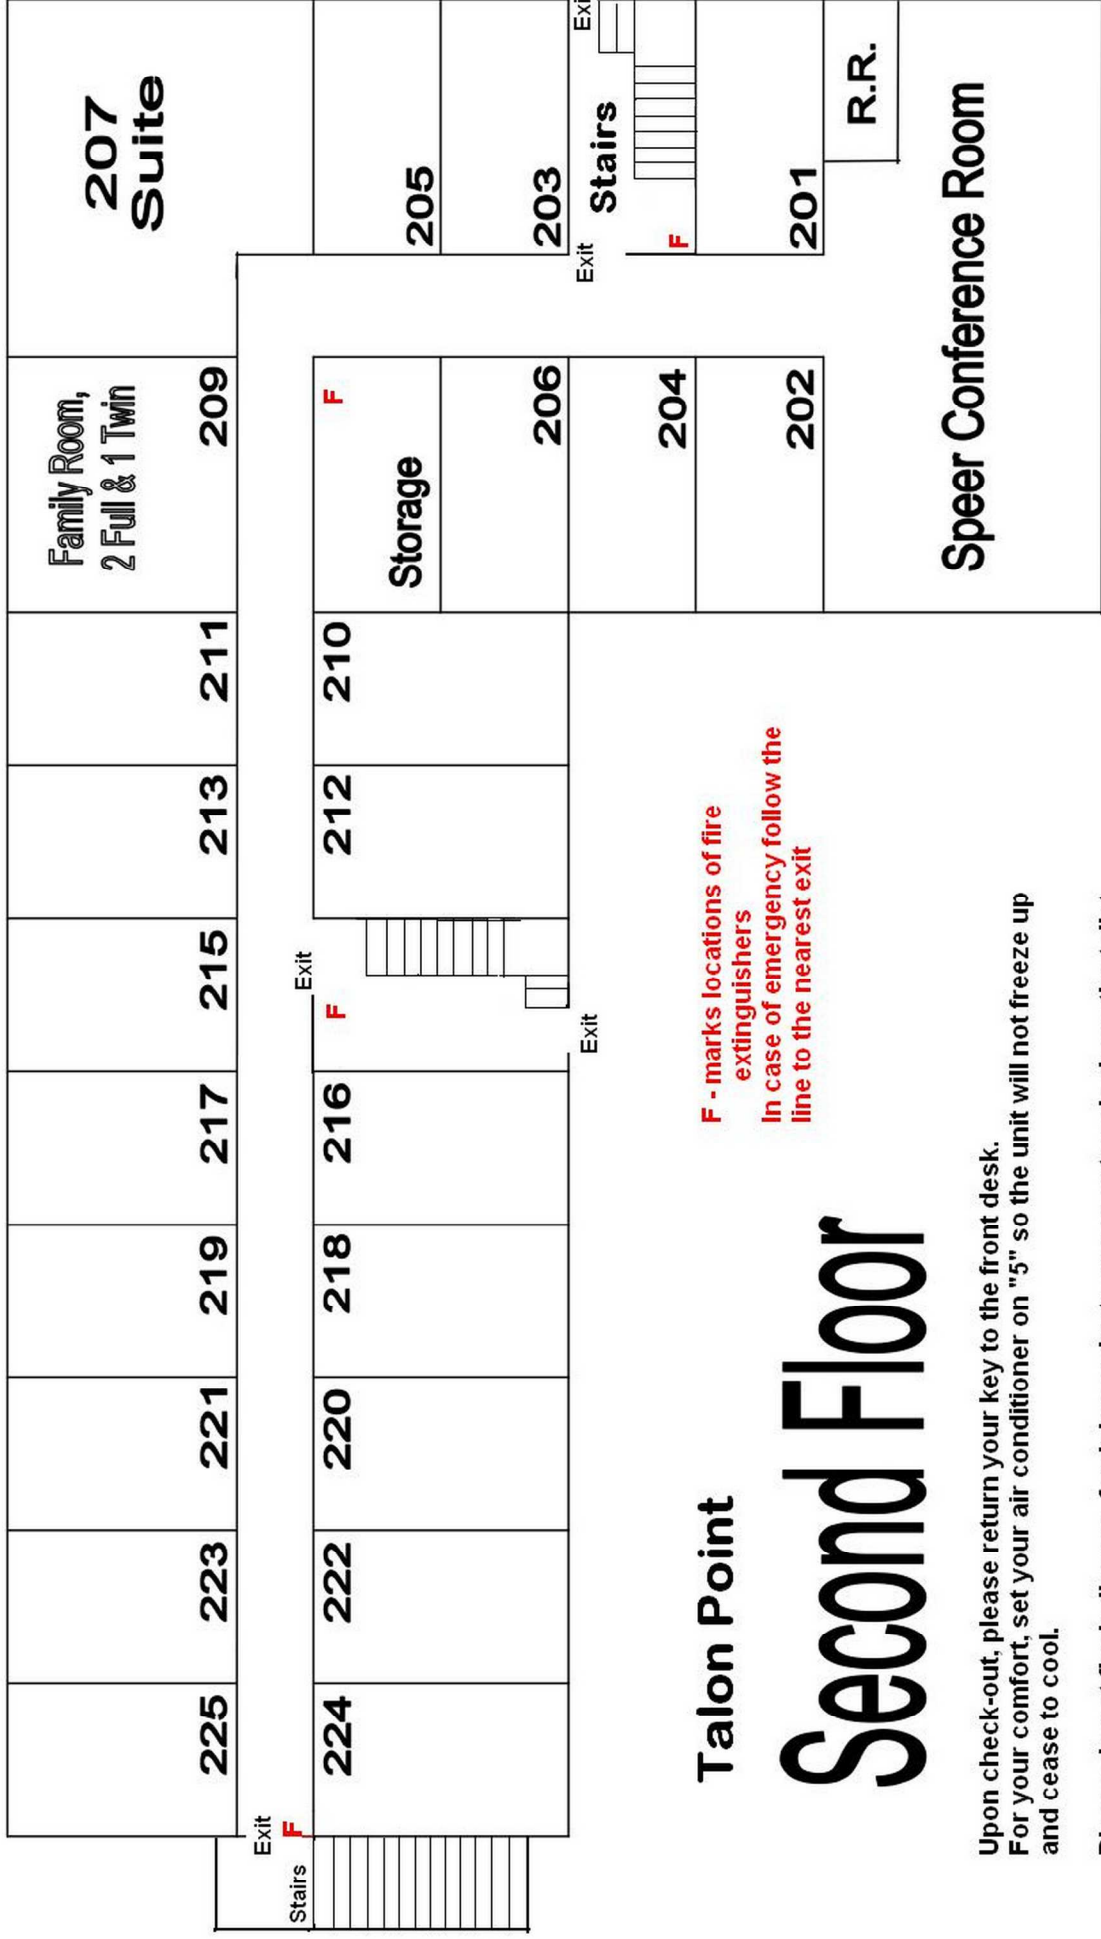 207
Suite
Family Room,
2 Full & 1 Twin
209
211
213
215
217
219
221
223
225
Exit
F
Stairs
224
222
220
218
216
Exit
F
Exit
212
210
F
Storage
206
204
202
205
203
Exit
Stairs
F
201
R.R.
Speer Conference Room
F - marks locations of fire
extinguishers
In case of emergency follow the
line to the nearest exit
Talon Point
Second Floor
Upon check-out, please return your key to the front desk.
For your comfort, set your air conditioner on "5" so the unit will not freeze up
and cease to cool.